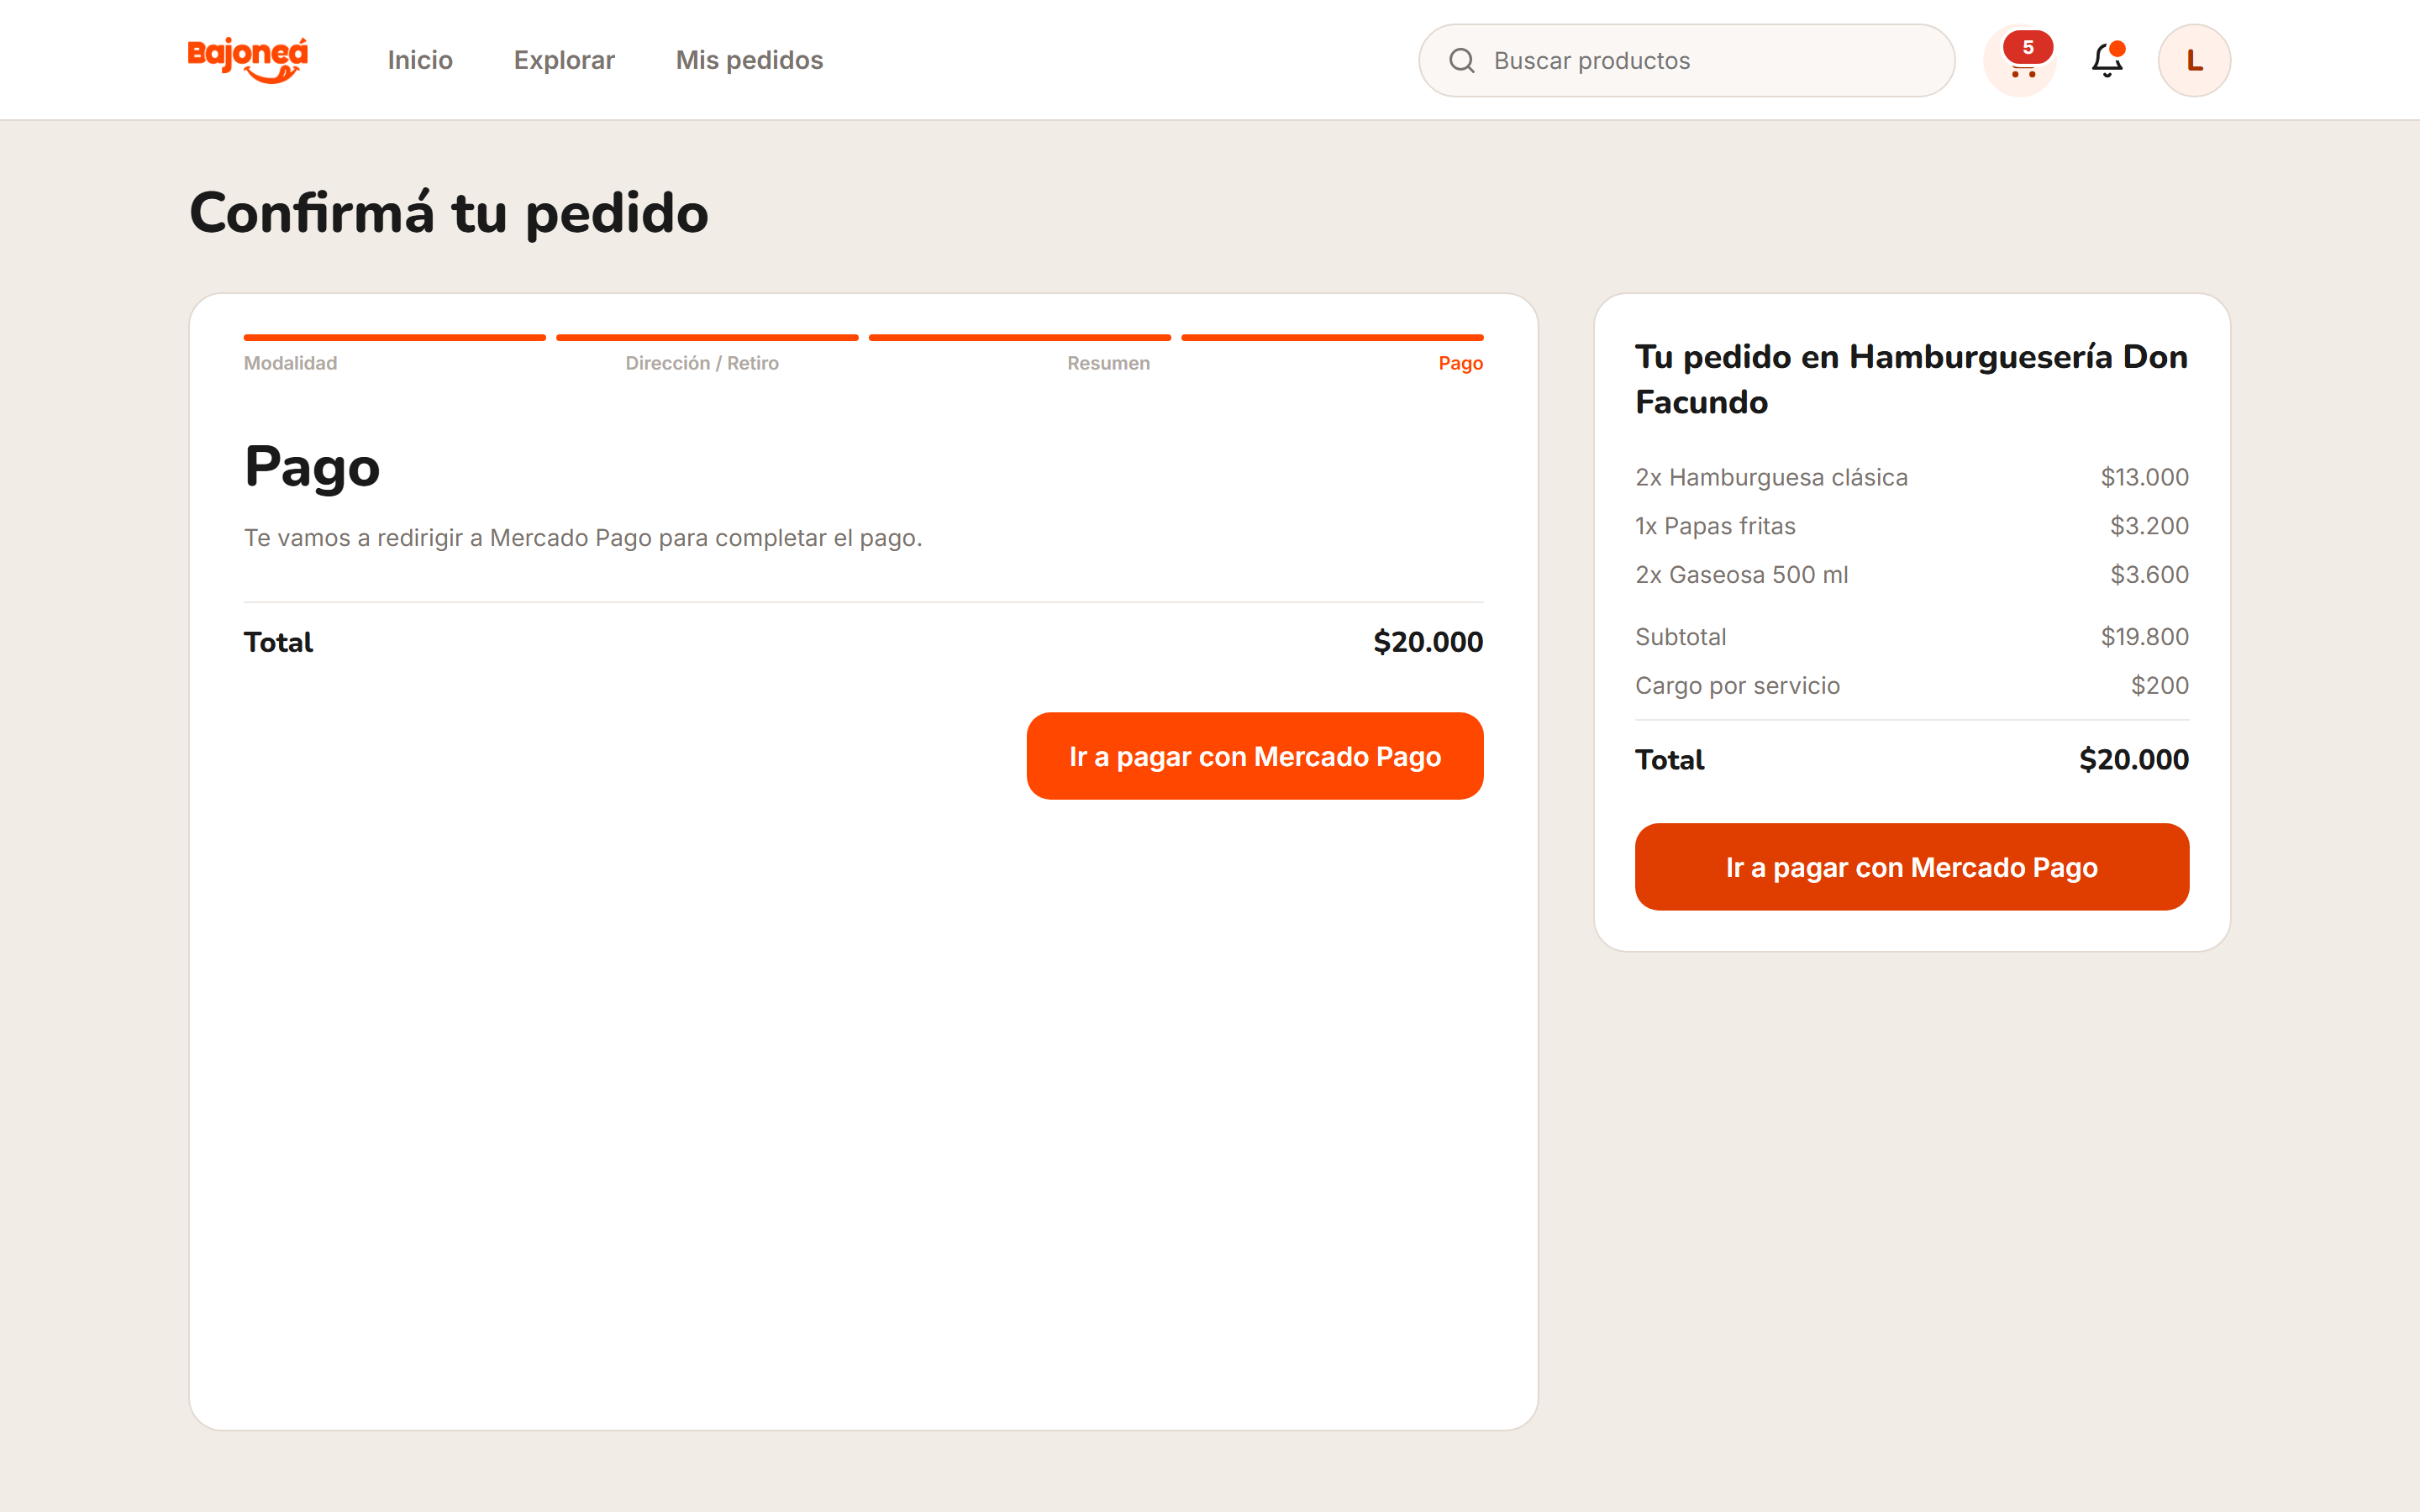 Bajoneá
Inicio
Explorar
Mis pedidos
Buscar productos
5
L
Confirmá tu pedido
Modalidad
Dirección / Retiro
Resumen
Pago
Pago
Te vamos a redirigir a Mercado Pago para completar el pago.
Total $20.000
Ir a pagar con Mercado Pago
Tu pedido en Hamburguesería Don
Facundo
2x Hamburguesa clásica $13.000
1x Papas fritas $3.200
2x Gaseosa 500 ml $3.600
Subtotal $19.800
Cargo por servicio $200
Total $20.000
Ir a pagar con Mercado Pago